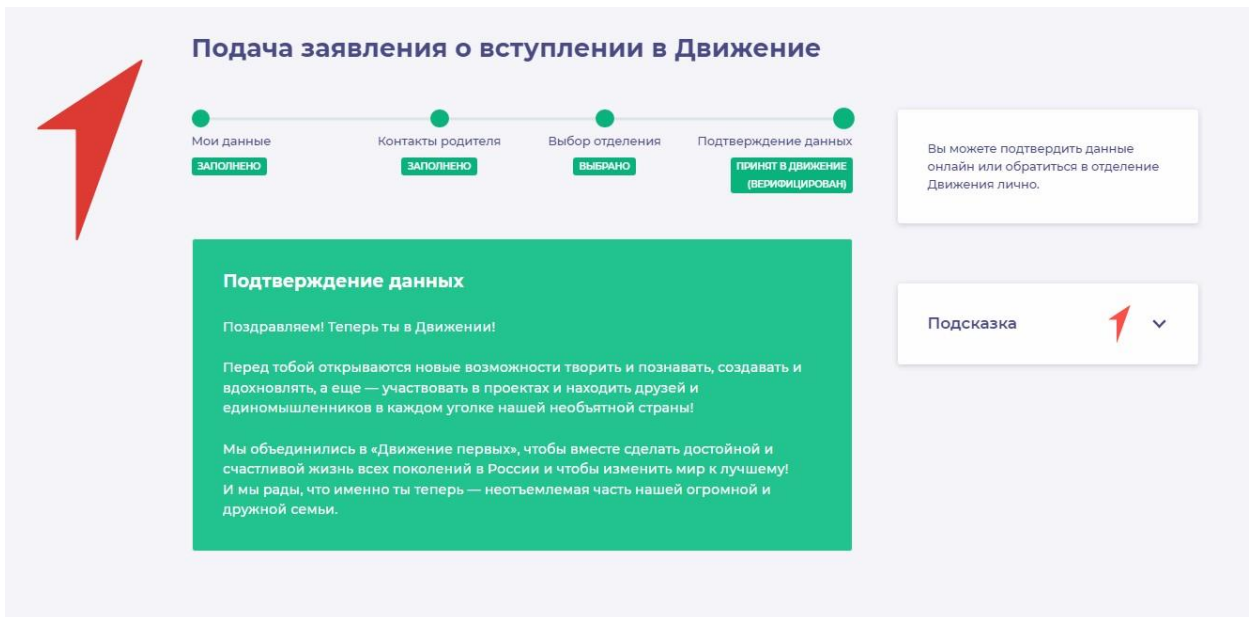 Подача заявления о вступлении в Движение
Мои данные
ЗАПОЛНЕНО
Контакты родителя
ЗАПОЛНЕНО
Выбор отделения
ВЫБРАНО
Подтверждение данных
ПРИНЯТ В ДВИЖЕНИЕ
(ВЕРИФИЦИРОВАН)
Вы можете подтвердить данные
онлайн или обратиться в отделение
Движения лично.
Подтверждение данных
Поздравляем! Теперь ты в Движении!
Перед тобой открываются новые возможности творить и познавать, создавать и
вдохновлять, а еще — участвовать в проектах и находить друзей и
единомышленников в каждом уголке нашей необъятной страны!
Мы объединились в «Движение первых», чтобы вместе сделать достойной и
счастливой жизнь всех поколений в России и чтобы изменить мир к лучшему!
И мы рады, что именно ты теперь — неотъемлемая часть нашей огромной и
дружной семьи.
Подсказка